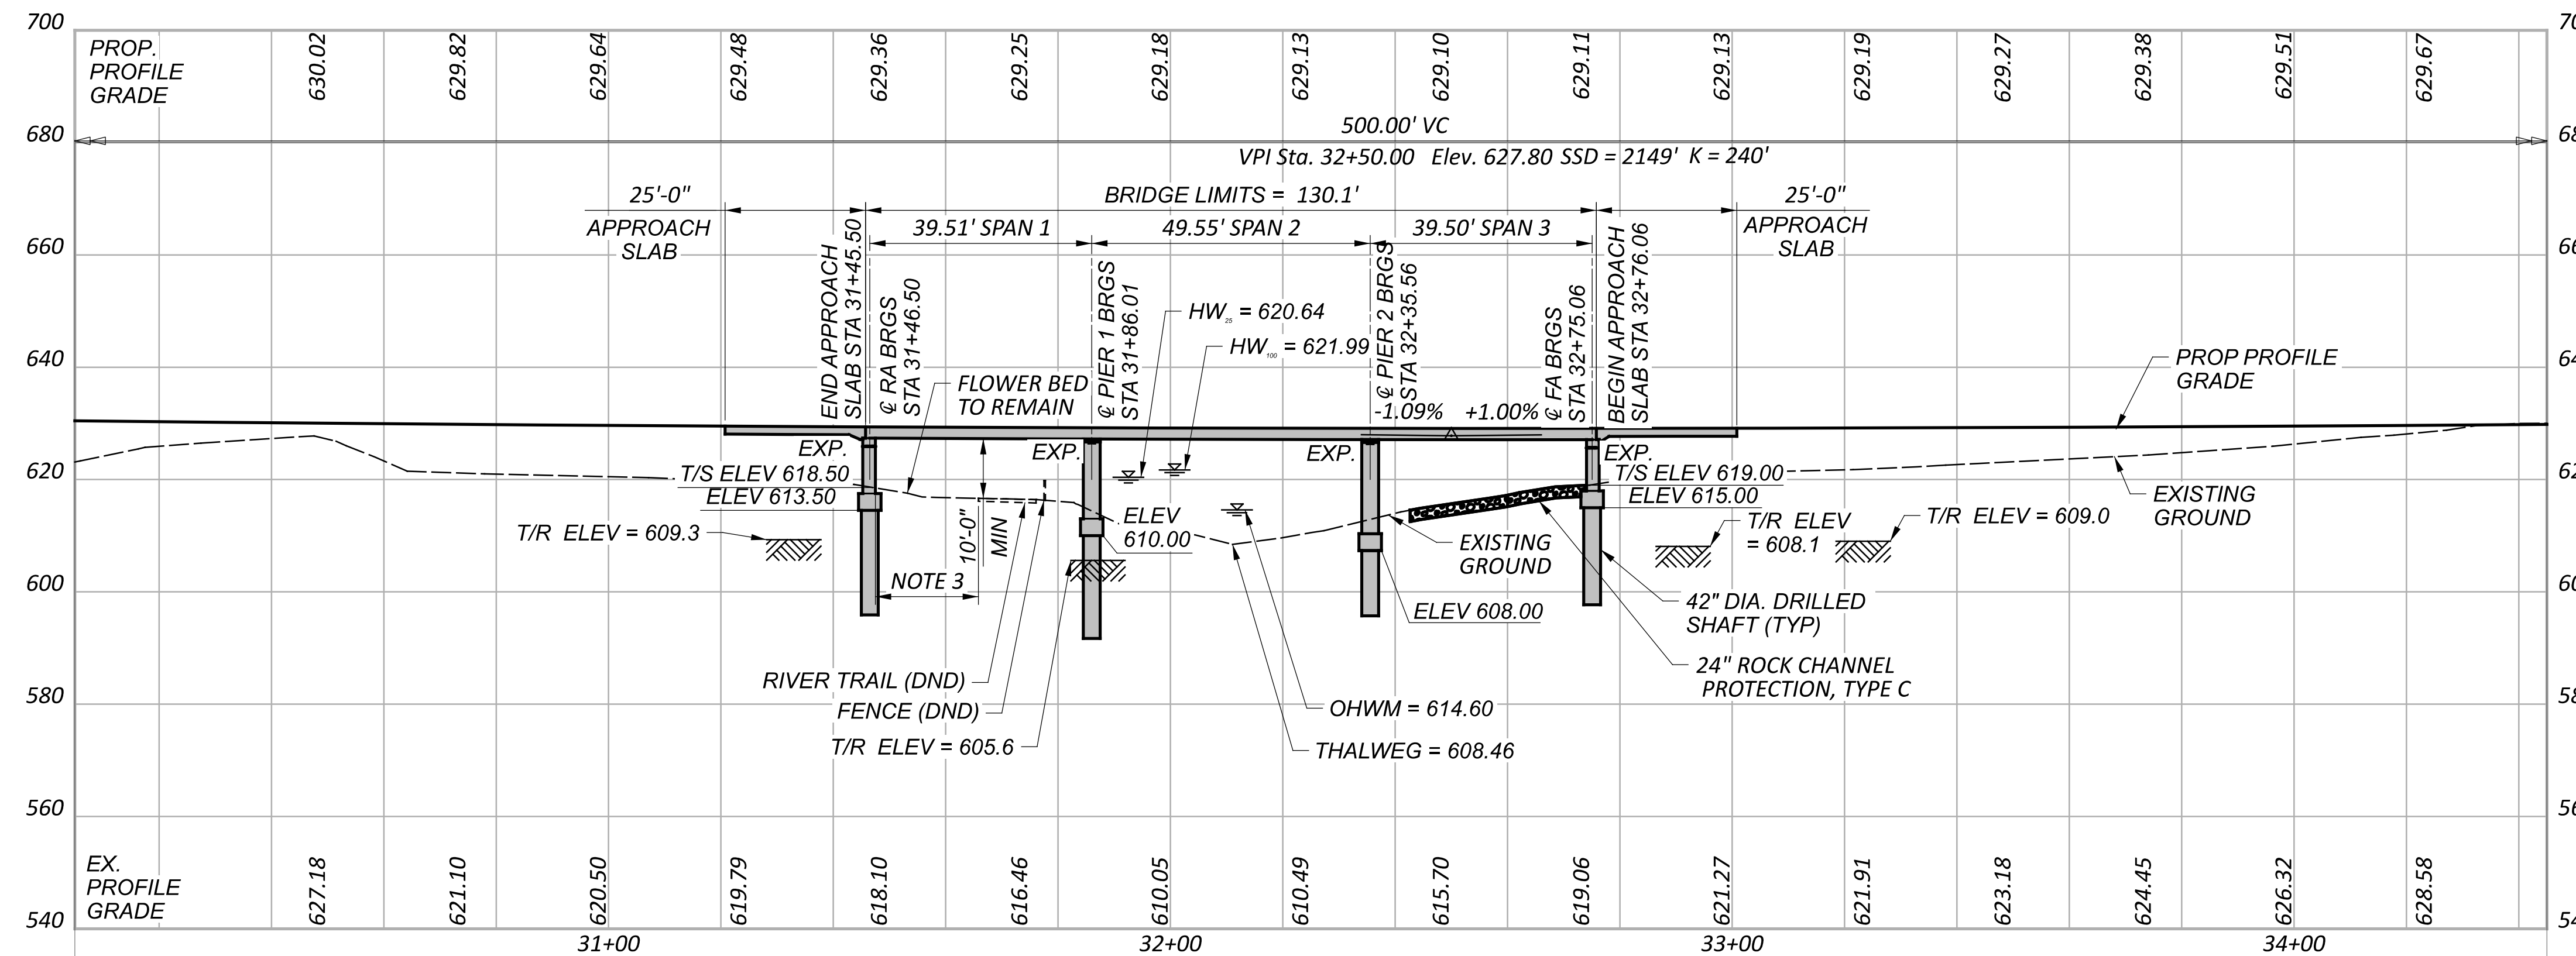 700
PROP.
PROFILE
GRADE
630.02
629.82
629.64
629.48
629.36
629.25
629.18
629.13
629.10
629.11
629.13
629.19
629.27
629.38
629.51
629.67
680
500.00' VC
VPI Sta. 32+50.00 Elev. 627.80 SSD = 2149' K = 240'
25'-0"
APPROACH
SLAB
BRIDGE LIMITS = 130.1'
25'-0"
APPROACH
SLAB
39.51' SPAN 1
49.55' SPAN 2
39.50' SPAN 3
660
END APPROACH
SLAB STA 31+45.50
℄ RA BRGS
STA 31+46.50
℄ PIER 1 BRGS
STA 31+86.01
℄ PIER 2 BRGS
STA 32+35.56
℄ FA BRGS
STA 32+75.06
BEGIN APPROACH
SLAB STA 32+76.06
HW25 = 620.64
HW100 = 621.99
640
FLOWER BED
TO REMAIN
PROP PROFILE
GRADE
-1.09%
+1.00%
EXP.
EXP.
EXP.
EXP.
620
T/S ELEV 618.50
ELEV 613.50
T/S ELEV 619.00
ELEV 615.00
T/R ELEV = 609.3
10'-0"
MIN
ELEV
610.00
EXISTING
GROUND
T/R ELEV
= 608.1
T/R ELEV = 609.0
EXISTING
GROUND
600
NOTE 3
ELEV 608.00
42" DIA. DRILLED
SHAFT (TYP)
24" ROCK CHANNEL
PROTECTION, TYPE C
RIVER TRAIL (DND)
FENCE (DND)
T/R ELEV = 605.6
OHWM = 614.60
THALWEG = 608.46
580
560
EX.
PROFILE
GRADE
627.18
621.10
620.50
619.79
618.10
616.46
610.05
610.49
615.70
619.06
621.27
621.91
623.18
624.45
626.32
628.58
540
31+00
32+00
33+00
34+00